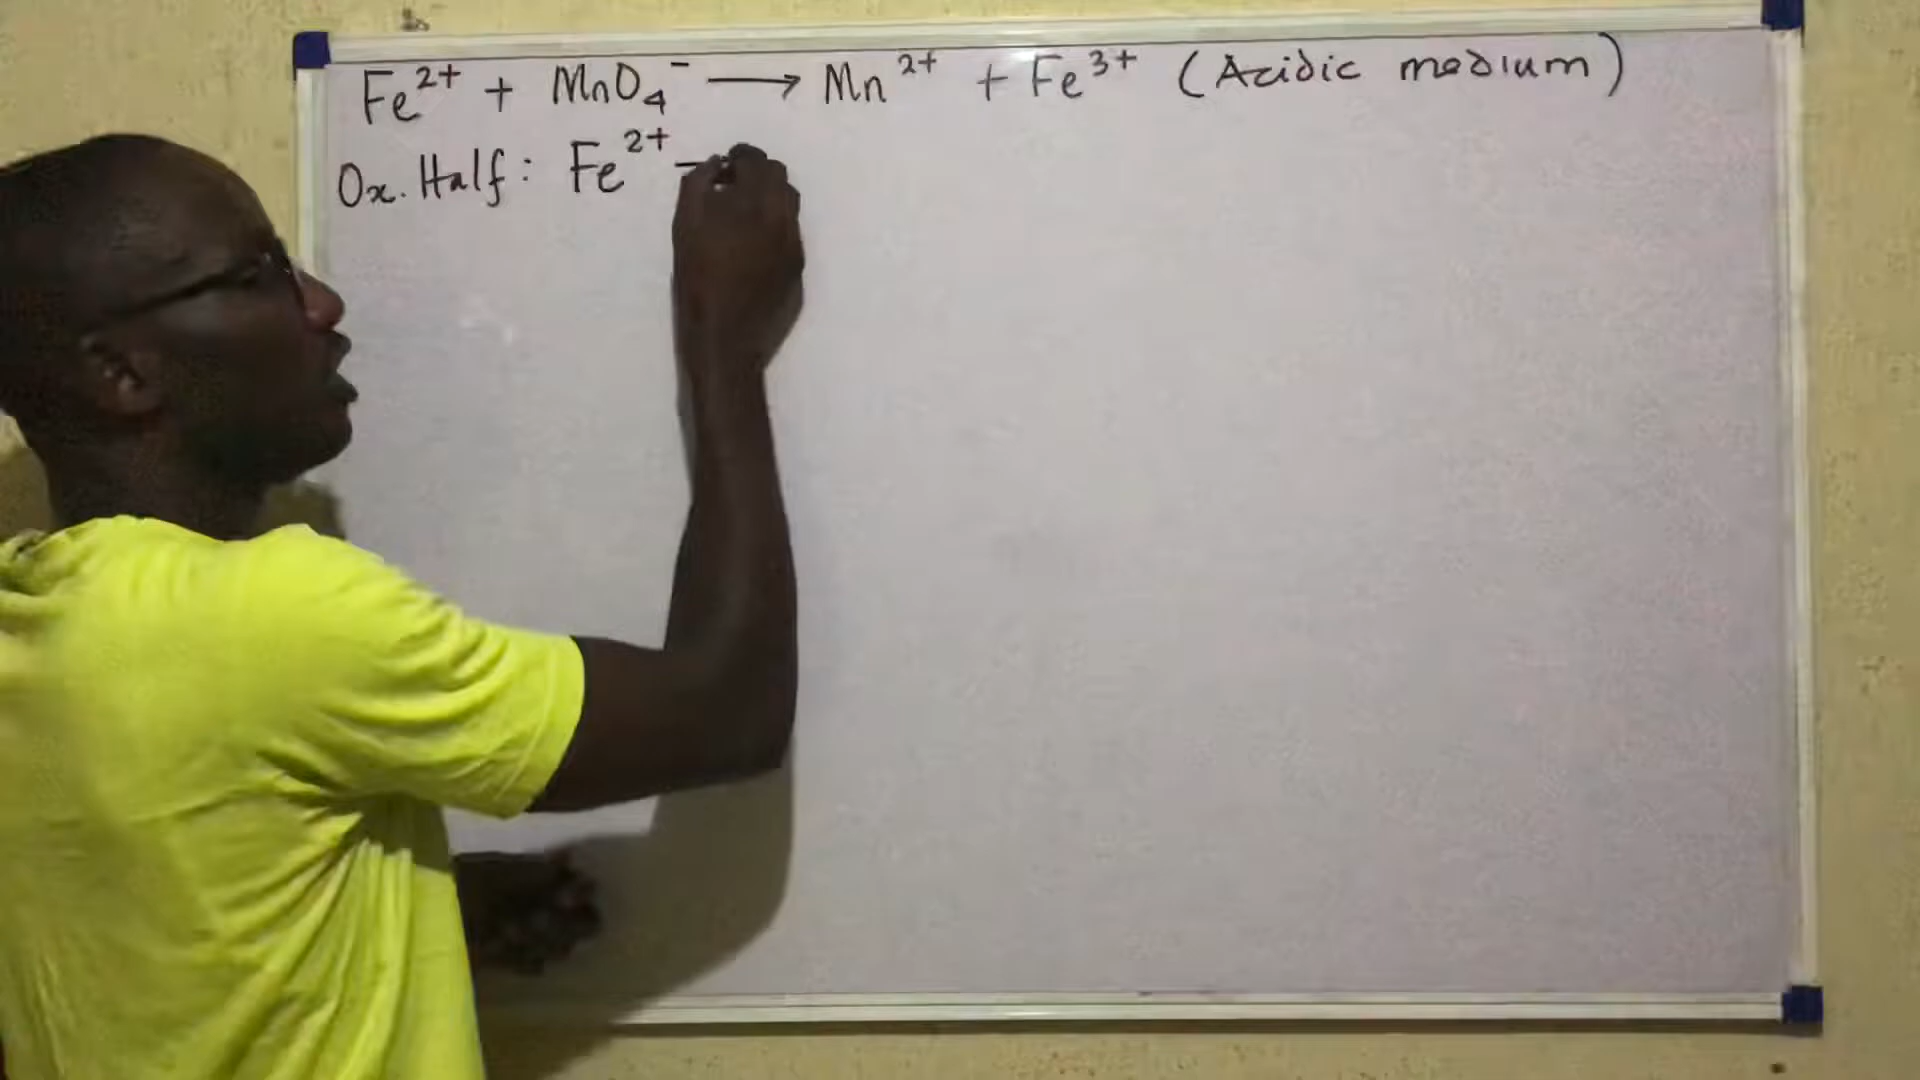 Fe²⁺ + MnO₄⁻ ⟶ Mn²⁺ + Fe³⁺ (Acidic medium)
Ox. Half: Fe²⁺ −